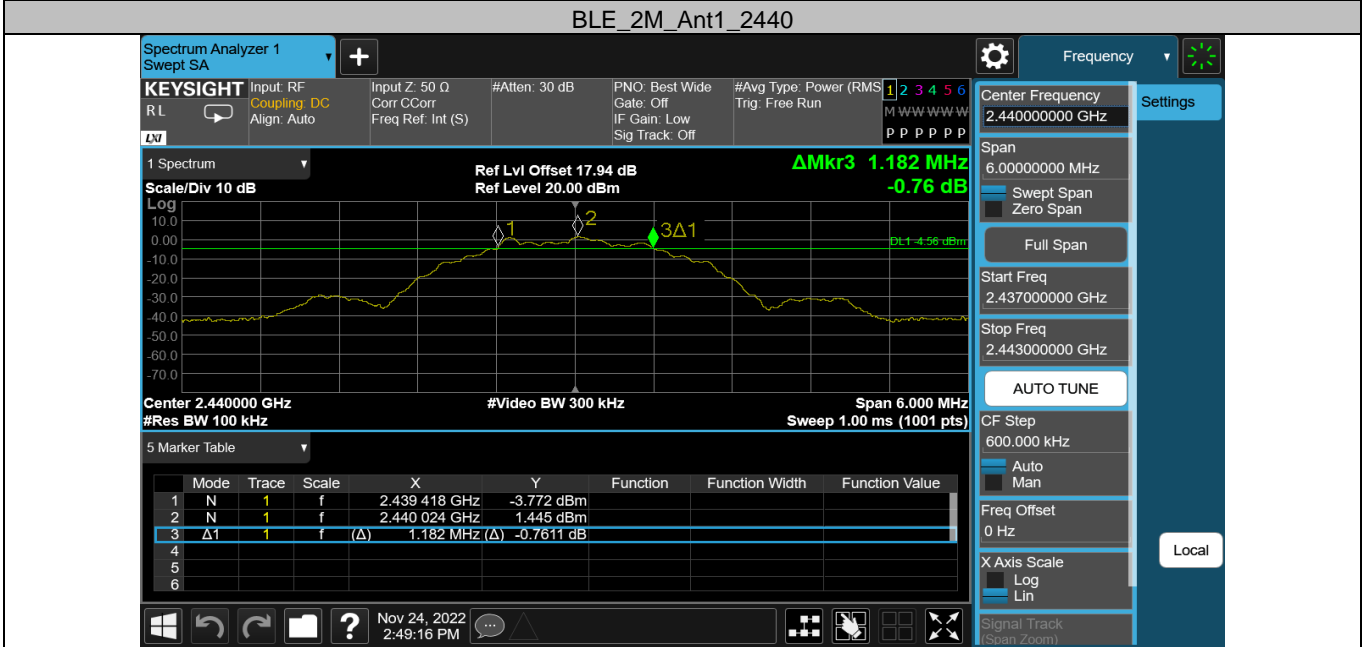 BLE_2M_Ant1_2440
Spectrum Analyzer 1
Swept SA
Frequency
KEYSIGHT
RL
LXI
Input: RF
Coupling: DC
Align: Auto
Input Z: 50 Ω
Corr CCorr
Freq Ref: Int (S)
#Atten: 30 dB
PNO: Best Wide
Gate: Off
IF Gain: Low
Sig Track: Off
#Avg Type: Power (RMS
Trig: Free Run
1 2 3 4 5 6
M W W W W W
P P P P P P
1 Spectrum
Scale/Div 10 dB
Ref Lvl Offset 17.94 dB
Ref Level 20.00 dBm
ΔMkr3 1.182 MHz
-0.76 dB
Log
10.0
0.00
-10.0
-20.0
-30.0
-40.0
-50.0
-60.0
-70.0
1
2
3Δ1
DL1 -4.56 dBm
Center 2.440000 GHz
#Res BW 100 kHz
#Video BW 300 kHz
Span 6.000 MHz
Sweep 1.00 ms (1001 pts)
5 Marker Table
Mode Trace Scale X Y Function Function Width Function Value
1 N 1 f 2.439 418 GHz -3.772 dBm
2 N 1 f 2.440 024 GHz 1.445 dBm
3 Δ1 1 f (Δ) 1.182 MHz (Δ) -0.7611 dB
4
5
6
Nov 24, 2022
2:49:16 PM
Center Frequency
2.440000000 GHz
Span
6.00000000 MHz
Swept Span
Zero Span
Full Span
Start Freq
2.437000000 GHz
Stop Freq
2.443000000 GHz
AUTO TUNE
CF Step
600.000 kHz
Auto
Man
Freq Offset
0 Hz
X Axis Scale
Log
Lin
Signal Track
(Span Zoom)
Settings
Local